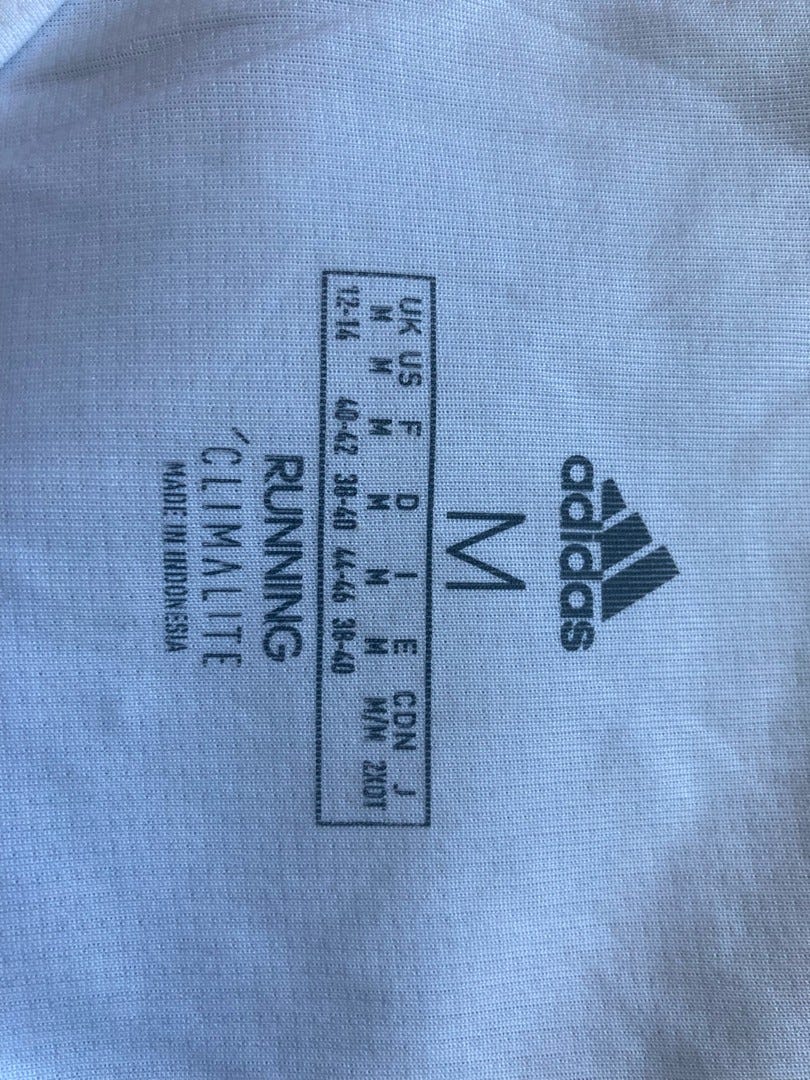 adidas
M
UK US F D I E CDN J
M M M M M M M/M 2XOT
12-14 40-42 38-40 44-46 38-40
RUNNING
CLIMALITE
MADE IN INDONESIA